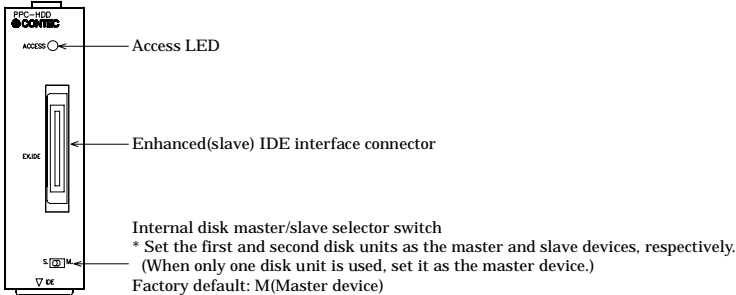 PPC-HDD
CONTEC
ACCESS
Access LED
EX.IDE
Enhanced(slave) IDE interface connector
Internal disk master/slave selector switch
* Set the first and second disk units as the master and slave devices, respectively.
(When only one disk unit is used, set it as the master device.)
S. M.
Factory default: M(Master device)
IDE